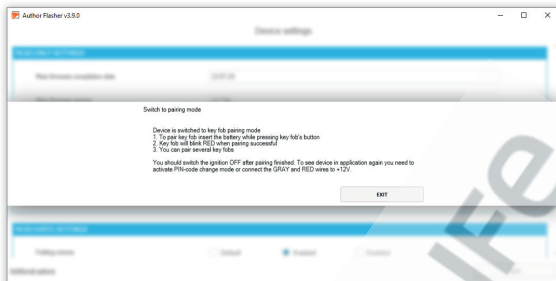 Author Flasher v3.9.0
Device settings
Switch to pairing mode
Device is switched to key fob pairing mode
1. To pair key fob insert the battery while pressing key fob's button
2. Key fob will blink RED when pairing successful
3. You can pair several key fobs
You should switch the ignition OFF after pairing finished. To see device in application again you need to
activate PIN-code change mode or connect the GRAY and RED wires to +12V.
EXIT
Default
Enabled
Disabled